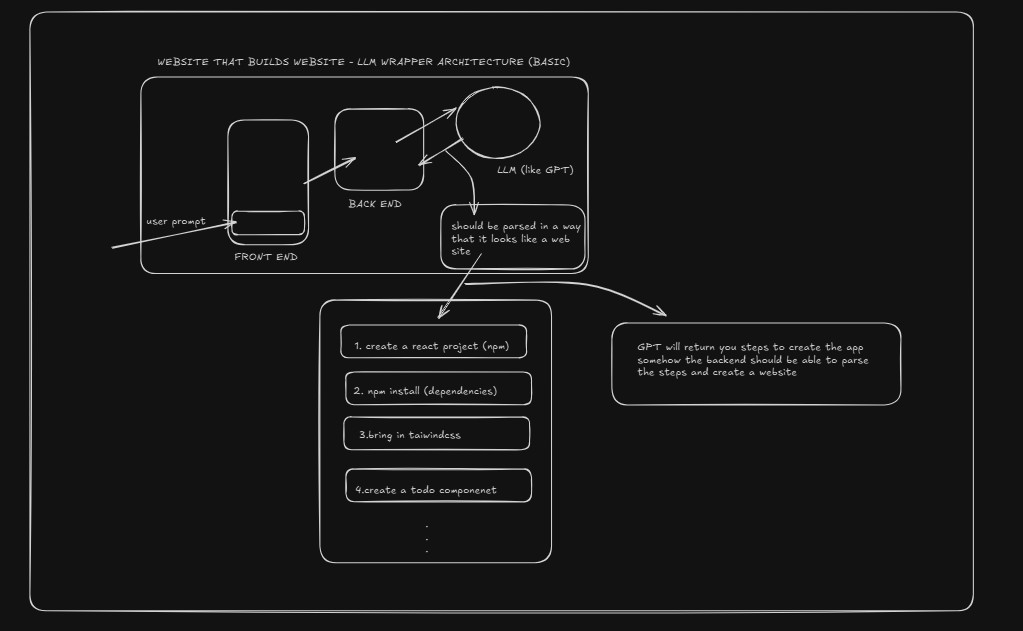 WEBSITE THAT BUILDS WEBSITE - LLM WRAPPER ARCHITECTURE (BASIC)
LLM (like GPT)
BACK END
user prompt
FRONT END
should be parsed in a way
that it looks like a web
site
1. create a react project (npm)
2. npm install (dependencies)
3.bring in taiwindcss
4.create a todo componenet
.
.
.
GPT will return you steps to create the app
somehow the backend should be able to parse
the steps and create a website